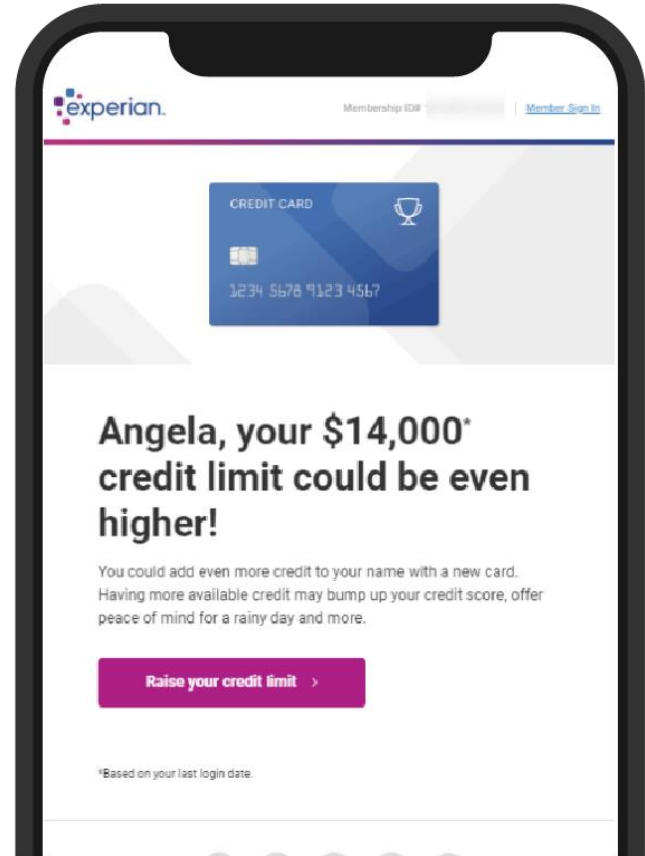 experian.
Membership ID#
Member Sign In
CREDIT CARD
1234 5678 9123 4567
Angela, your $14,000*
credit limit could be even
higher!
You could add even more credit to your name with a new card.
Having more available credit may bump up your credit score, offer
peace of mind for a rainy day and more.
Raise your credit limit >
*Based on your last login date.